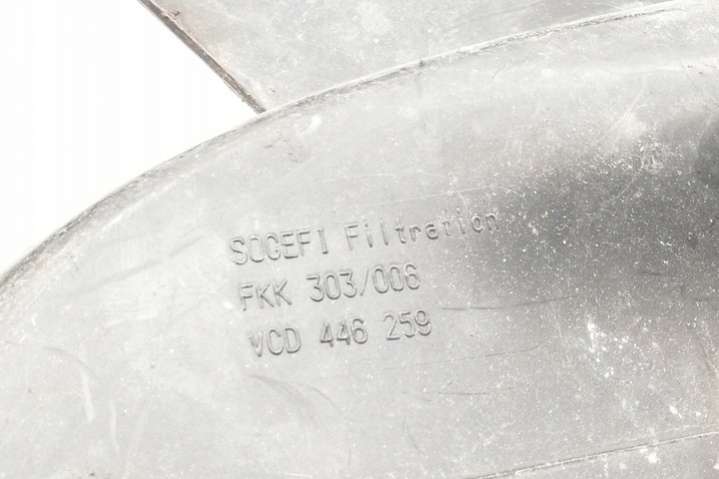 SOGEFI Filtration
FKK 303/006
VCD 446 259